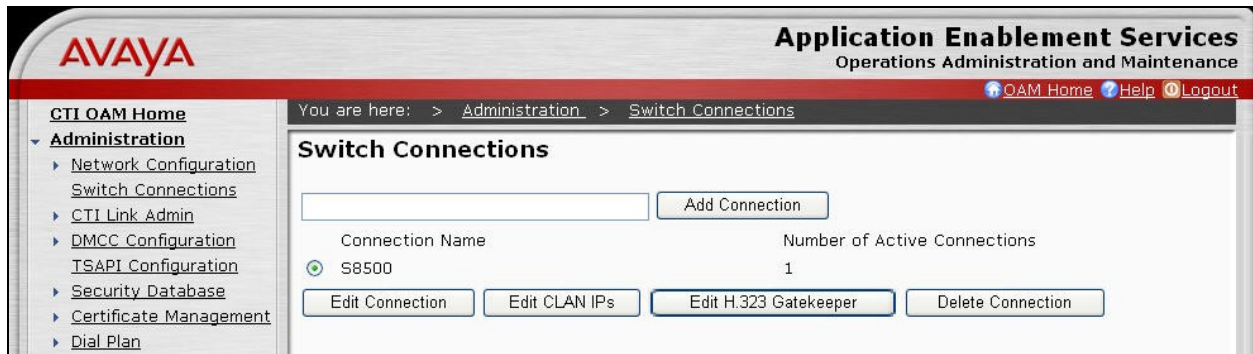 AVAYA
Application Enablement Services
Operations Administration and Maintenance
OAM Home Help Logout
CTI OAM Home
Administration
Network Configuration
Switch Connections
CTI Link Admin
DMCC Configuration
TSAPI Configuration
Security Database
Certificate Management
Dial Plan
You are here: > Administration > Switch Connections
Switch Connections
Add Connection
Connection Name Number of Active Connections
S8500 1
Edit Connection Edit CLAN IPs Edit H.323 Gatekeeper Delete Connection